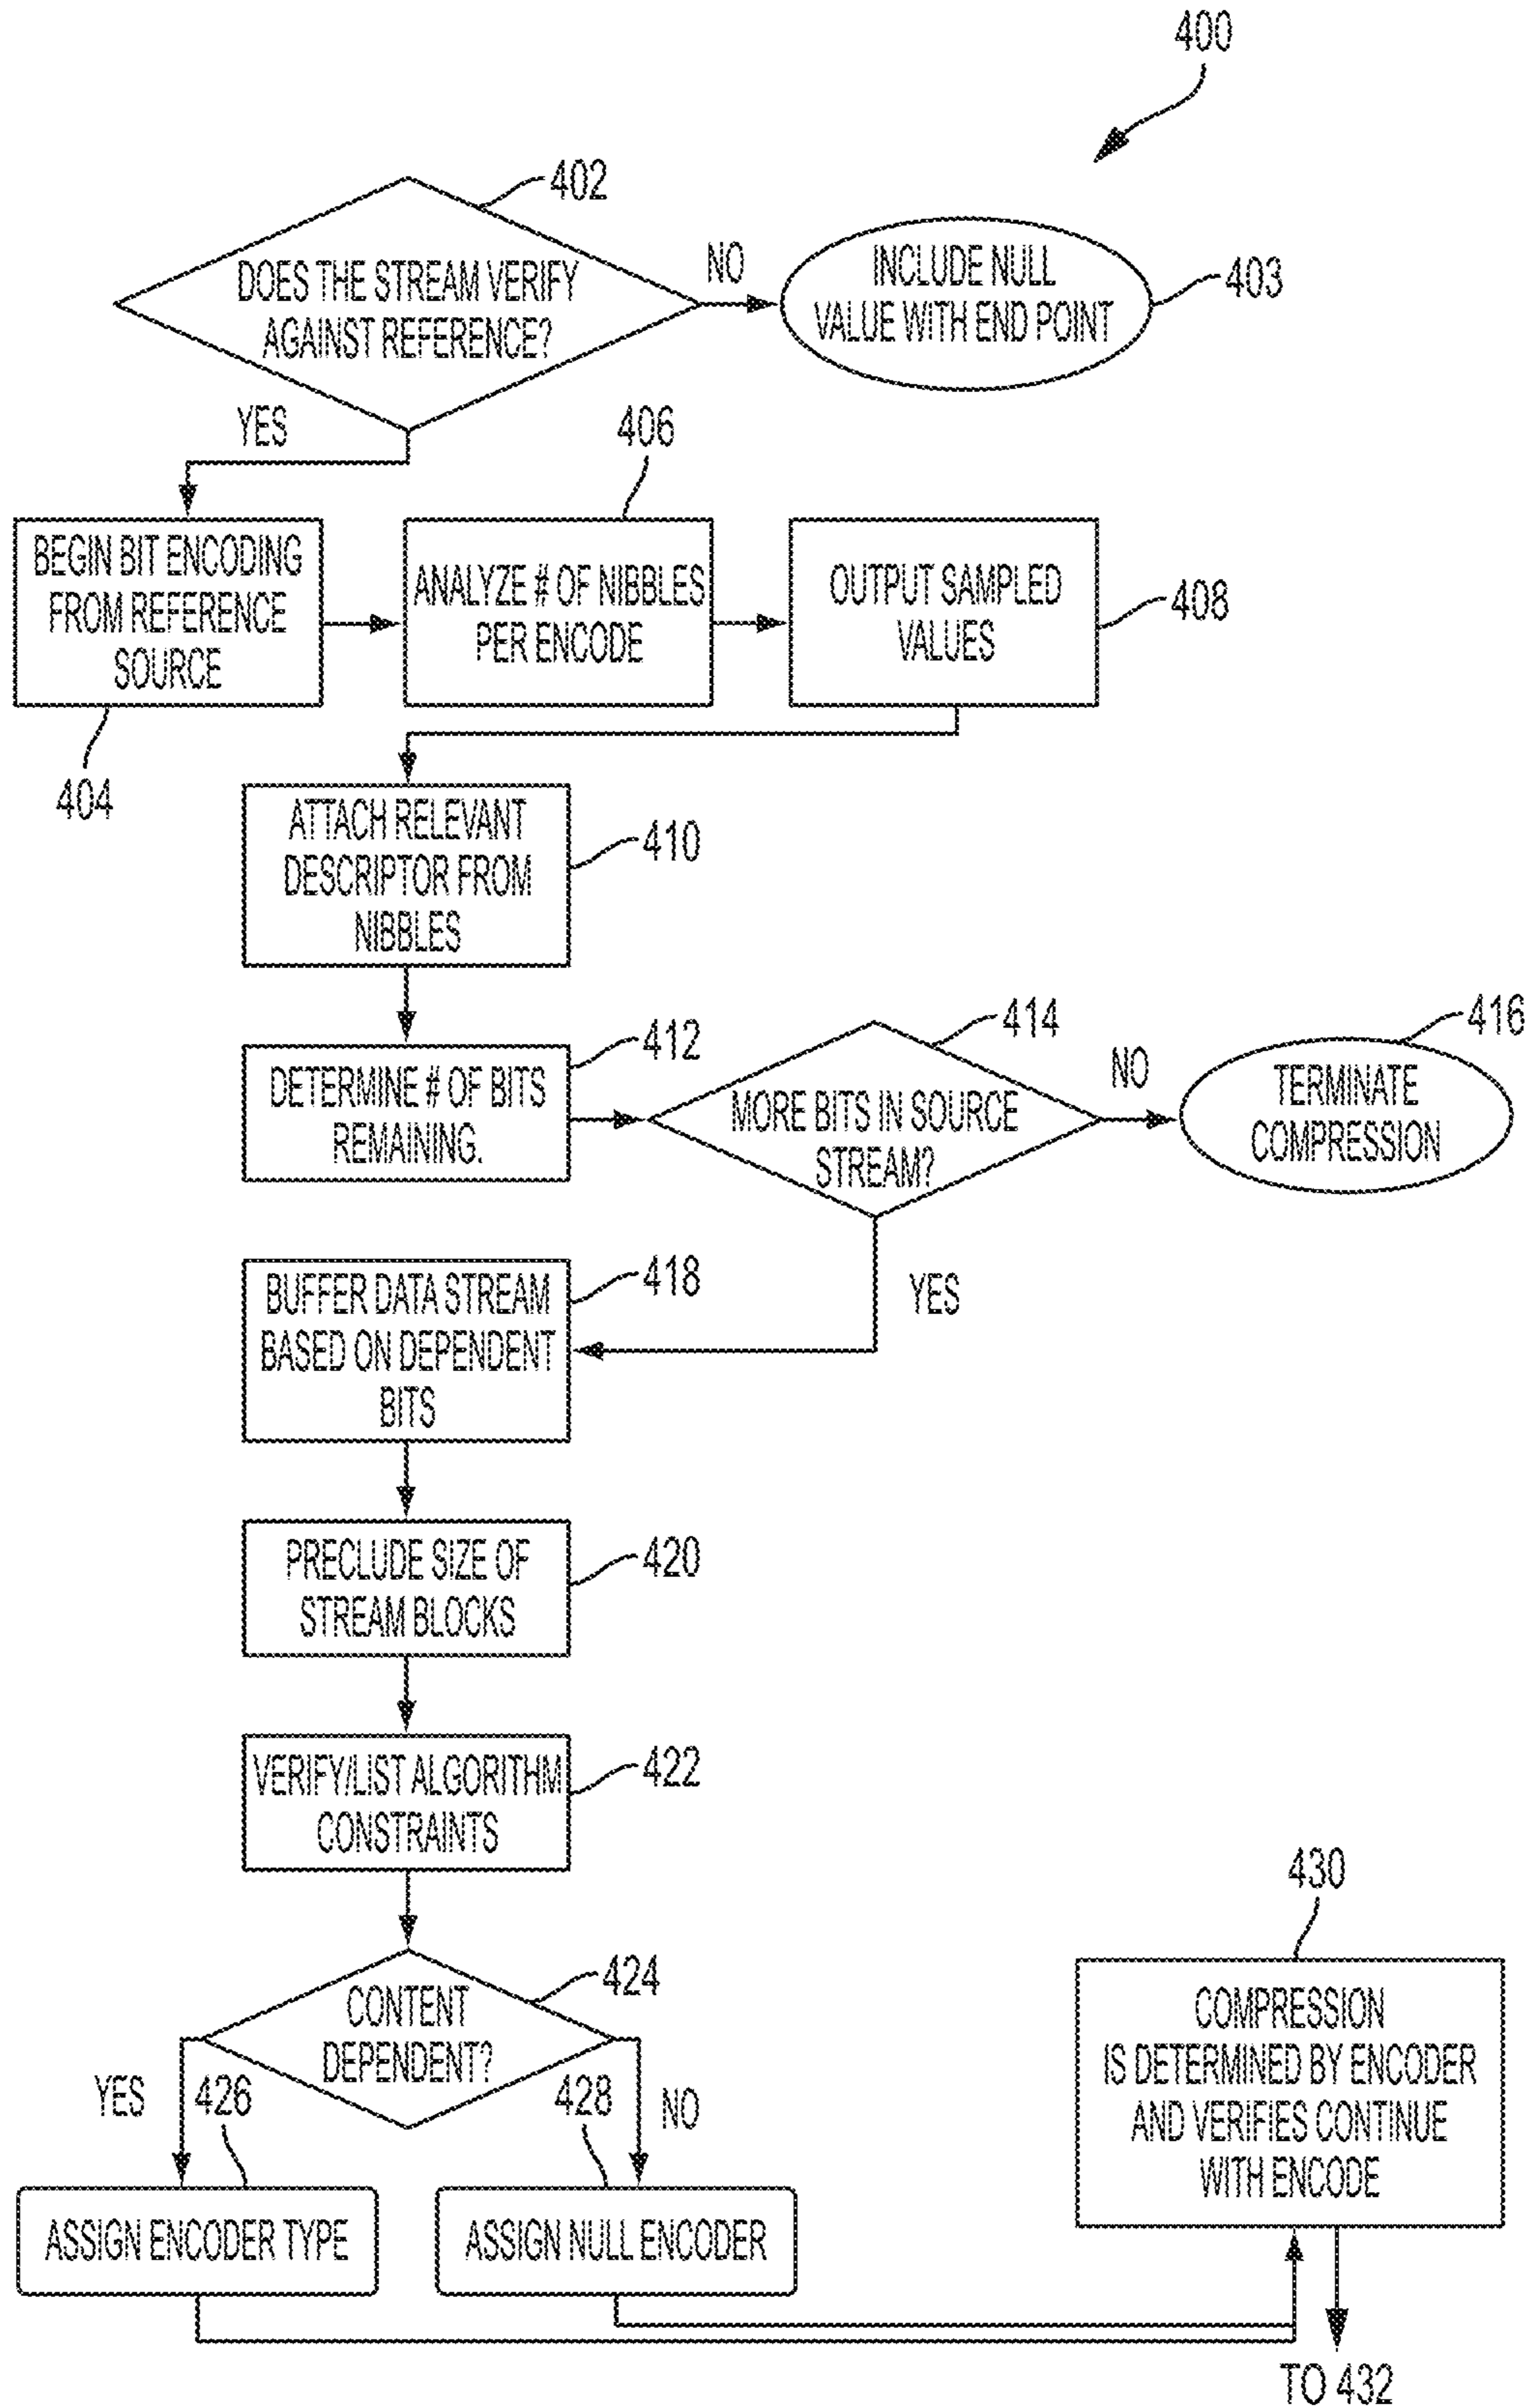 400
402
DOES THE STREAM VERIFY
AGAINST REFERENCE?
NO
INCLUDE NULL
VALUE WITH END POINT
403
YES
406
BEGIN BIT ENCODING
FROM REFERENCE
SOURCE
404
ANALYZE # OF NIBBLES
PER ENCODE
OUTPUT SAMPLED
VALUES
408
ATTACH RELEVANT
DESCRIPTOR FROM
NIBBLES
410
DETERMINE # OF BITS
REMAINING.
412
414
MORE BITS IN SOURCE
STREAM?
NO
416
TERMINATE
COMPRESSION
YES
BUFFER DATA STREAM
BASED ON DEPENDENT
BITS
418
PRECLUDE SIZE OF
STREAM BLOCKS
420
VERIFY/LIST ALGORITHM
CONSTRAINTS
422
CONTENT
DEPENDENT?
424
YES
426
428
NO
ASSIGN ENCODER TYPE
ASSIGN NULL ENCODER
430
COMPRESSION
IS DETERMINED BY ENCODER
AND VERIFIES CONTINUE
WITH ENCODE
TO 432